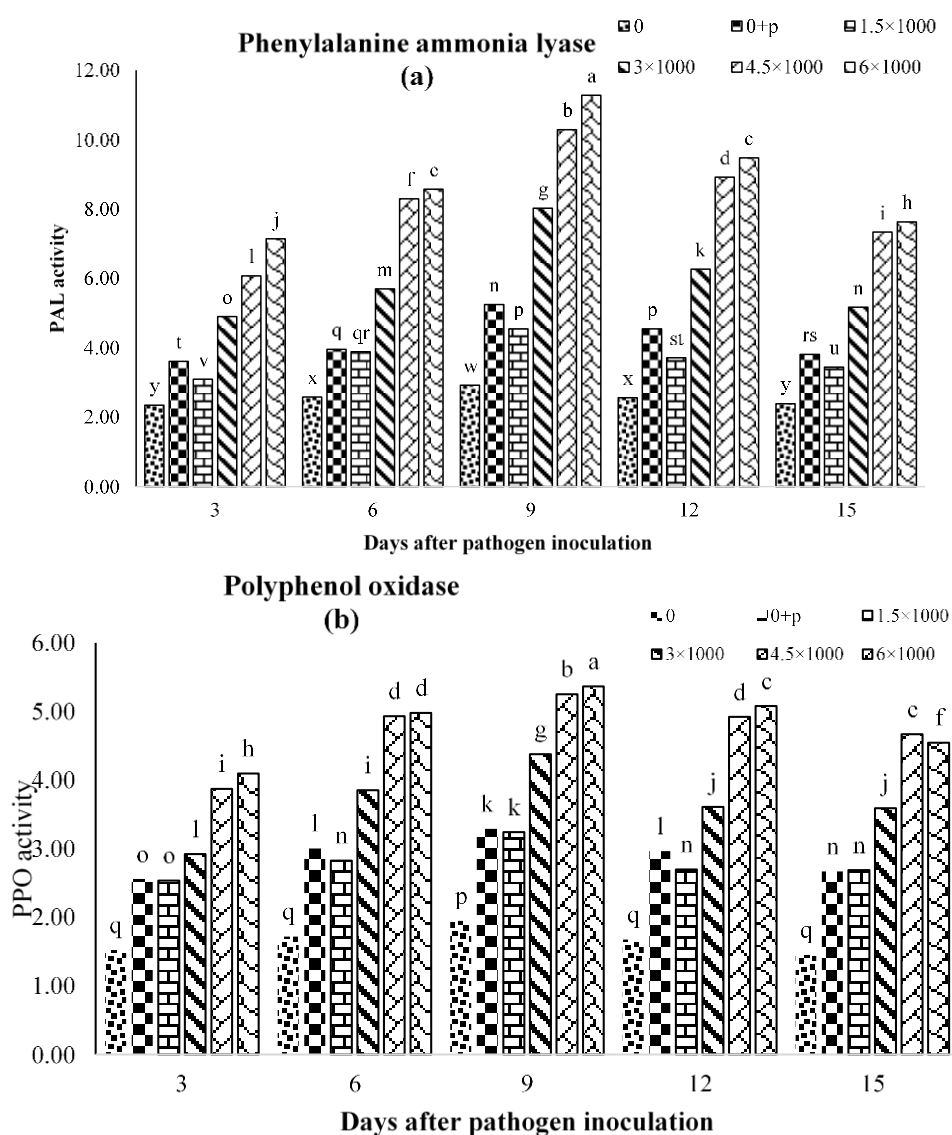 0 0+p 1.5×1000
Phenylalanine ammonia lyase
3×1000 4.5×1000 6×1000
(a)
12.00
10.00
8.00
6.00
4.00
2.00
0.00
PAL activity
y t v o l j
x q qr m f e
w n p g b a
x p st k d c
y rs u n i h
3 6 9 12 15
Days after pathogen inoculation
Polyphenol oxidase
(b)
0 0+p 1.5×1000
3×1000 4.5×1000 6×1000
6.00
5.00
4.00
3.00
2.00
1.00
0.00
PPO activity
q o o l i h
q l n i d d
p k k g b a
q l n j d c
q n n j e f
3 6 9 12 15
Days after pathogen inoculation